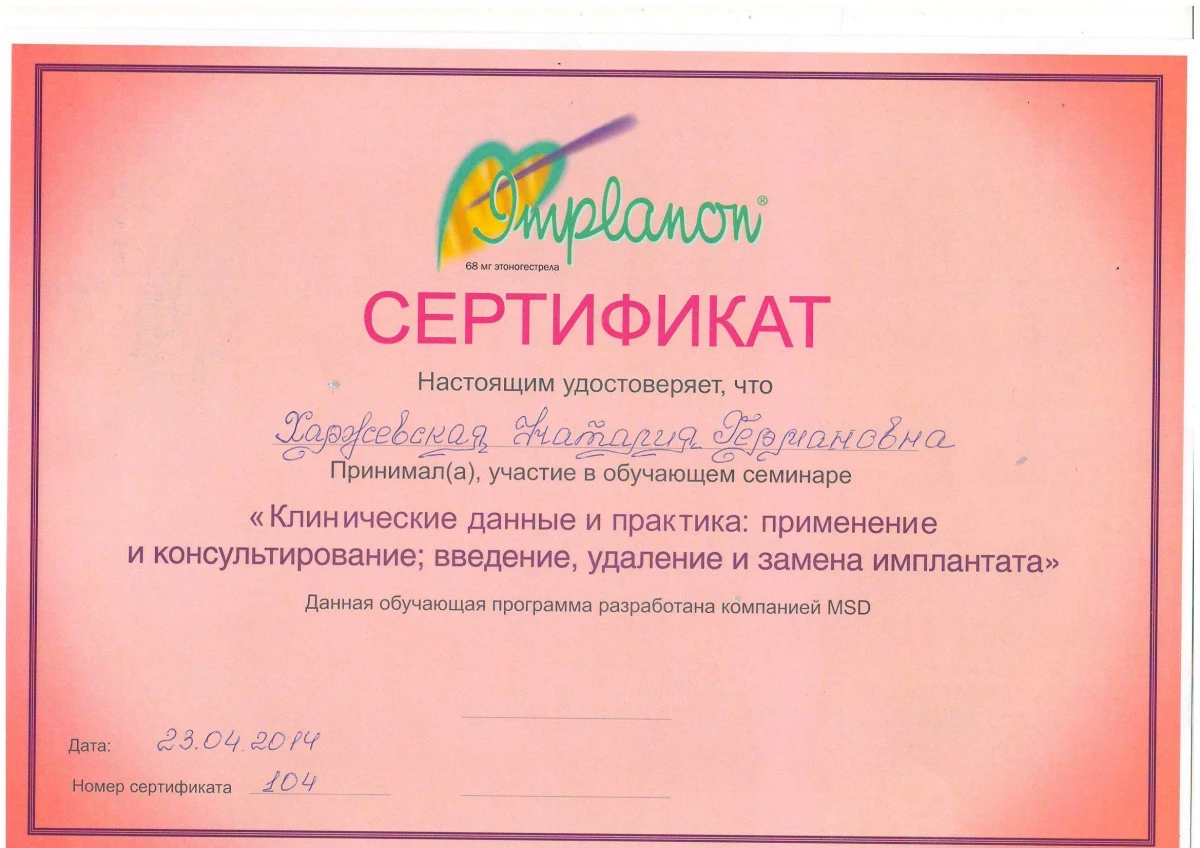 Implanon®
68 мг этоногестрела
СЕРТИФИКАТ
Настоящим удостоверяет, что
Харжевская Наталия Германовна
Принимал(а), участие в обучающем семинаре
«Клинические данные и практика: применение
и консультирование; введение, удаление и замена имплантата»
Данная обучающая программа разработана компанией MSD
Дата: 23.04.2014
Номер сертификата 104